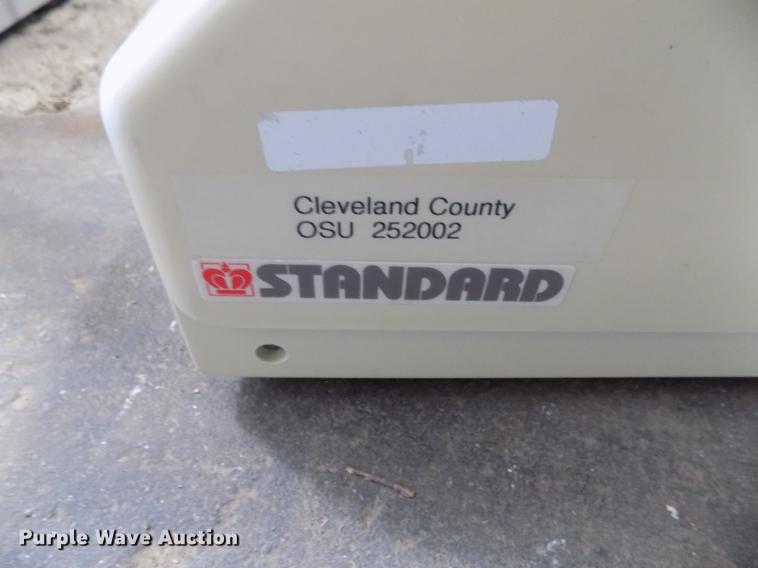 Cleveland County
OSU 252002
STANDARD
Purple Wave Auction